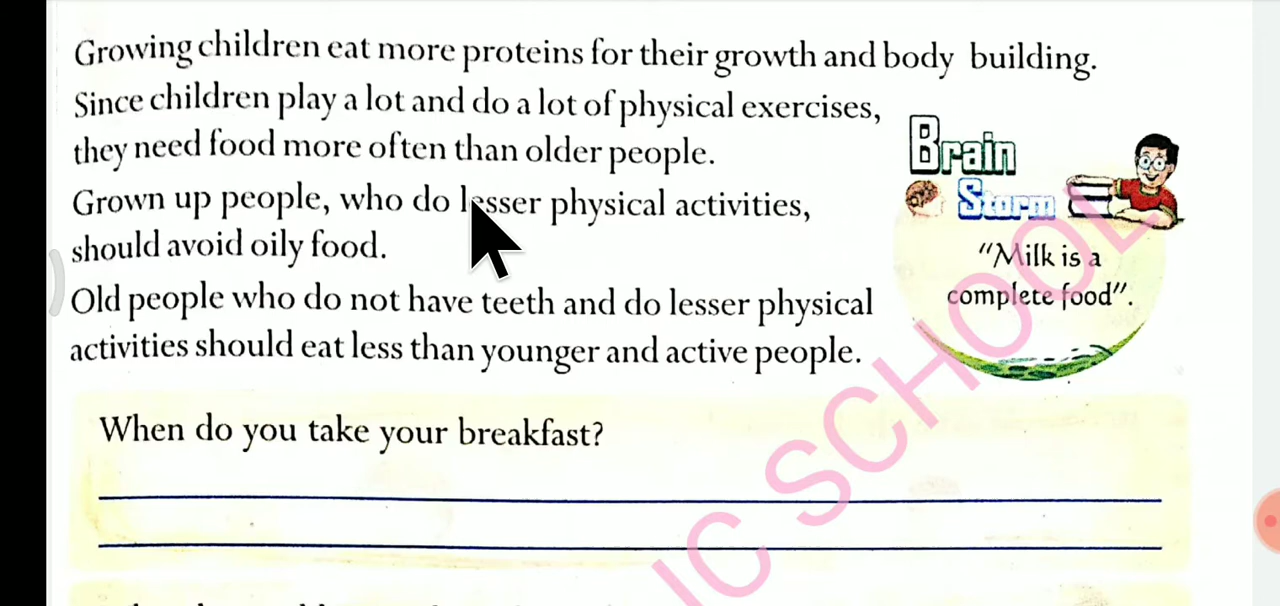 Growing children eat more proteins for their growth and body building.
Since children play a lot and do a lot of physical exercises,
they need food more often than older people.
Grown up people, who do lesser physical activities,
should avoid oily food.
Old people who do not have teeth and do lesser physical
activities should eat less than younger and active people.
Brain
Storm
"Milk is a
complete food".
When do you take your breakfast?
IC SCHOOL